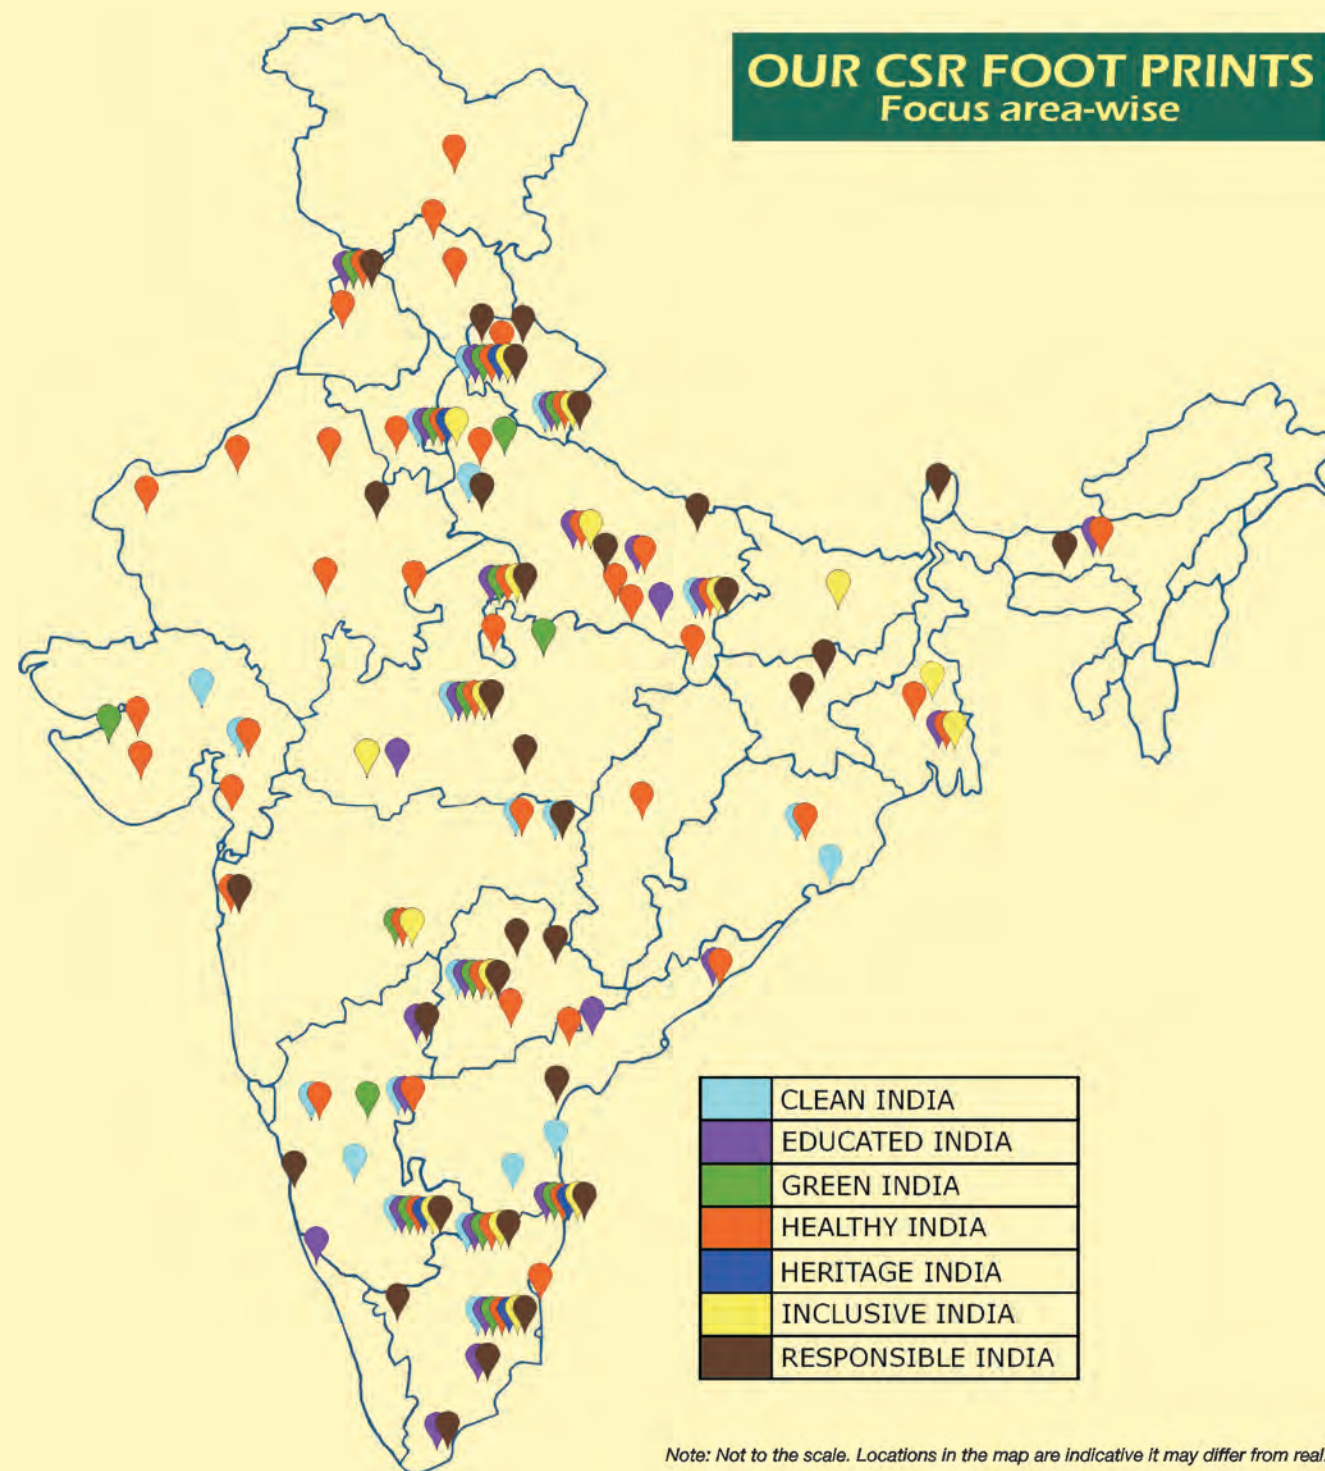 OUR CSR FOOT PRINTS
Focus area-wise
CLEAN INDIA
EDUCATED INDIA
GREEN INDIA
HEALTHY INDIA
HERITAGE INDIA
INCLUSIVE INDIA
RESPONSIBLE INDIA
Note: Not to the scale. Locations in the map are indicative it may differ from real.